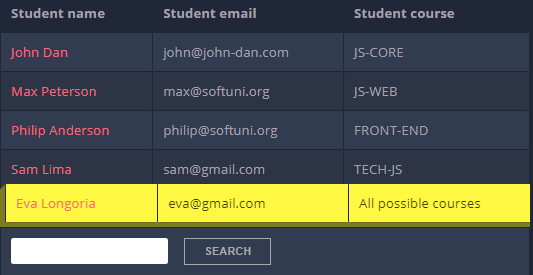 Student name Student email Student course
John Dan john@john-dan.com JS-CORE
Max Peterson max@softuni.org JS-WEB
Philip Anderson philip@softuni.org FRONT-END
Sam Lima sam@gmail.com TECH-JS
Eva Longoria eva@gmail.com All possible courses
SEARCH